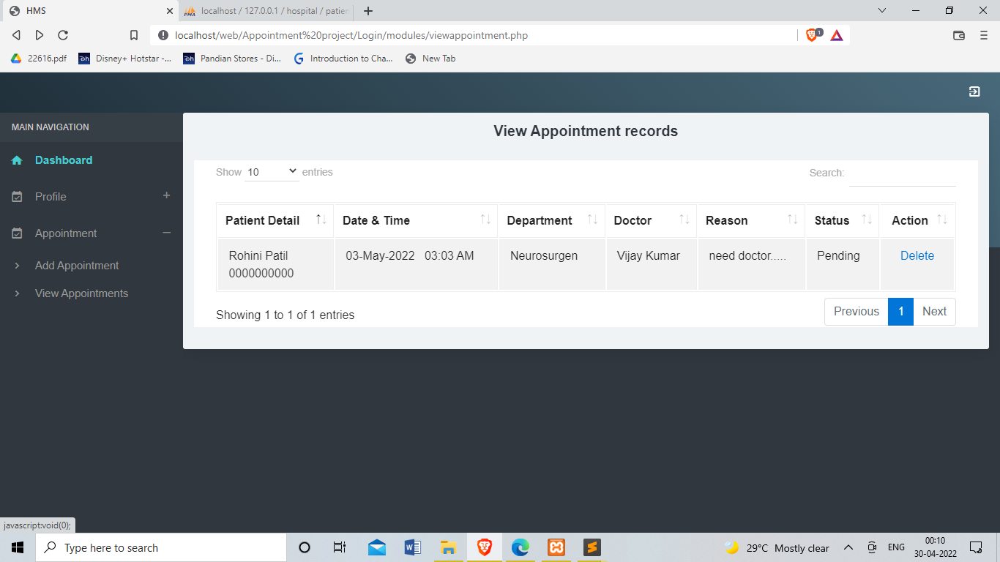 HMS
localhost / 127.0.0.1 / hospital / patien
localhost/web/Appointment%20project/Login/modules/viewappointment.php
1
22616.pdf Disney+ Hotstar -... Pandian Stores - Di... Introduction to Cha... New Tab
MAIN NAVIGATION
Dashboard
Profile
Appointment
Add Appointment
View Appointments
View Appointment records
Show 10 entries
Search:
Patient Detail Date & Time Department Doctor Reason Status Action
Rohini Patil 03-May-2022 03:03 AM Neurosurgen Vijay Kumar need doctor..... Pending Delete
0000000000
Showing 1 to 1 of 1 entries
Previous 1 Next
javascript:void(0);
Type here to search
29°C Mostly clear
ENG
00:10
30-04-2022